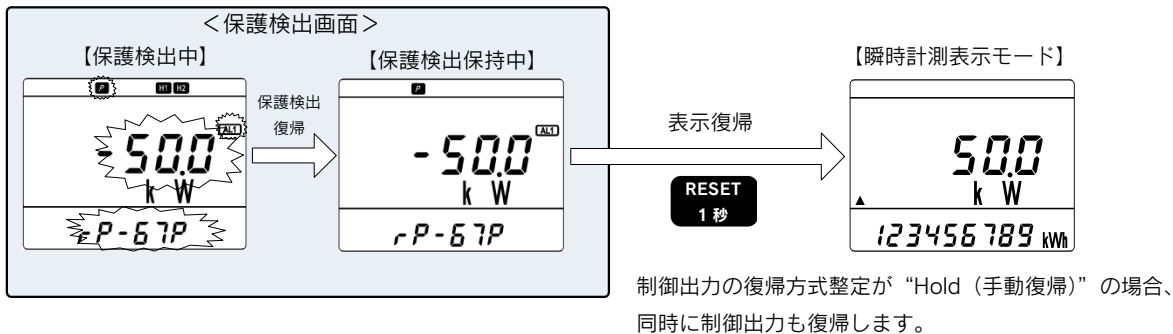 ＜保護検出画面＞
【保護検出中】
P H1 H2
AL1
-50.0
k W
rP-67P
保護検出
復帰
【保護検出保持中】
P
AL1
-50.0
k W
rP-67P
表示復帰
RESET
1 秒
【瞬時計測表示モード】
50.0
k W
▲
123456789 kWh
制御出力の復帰方式整定が“Hold（手動復帰）”の場合、
同時に制御出力も復帰します。